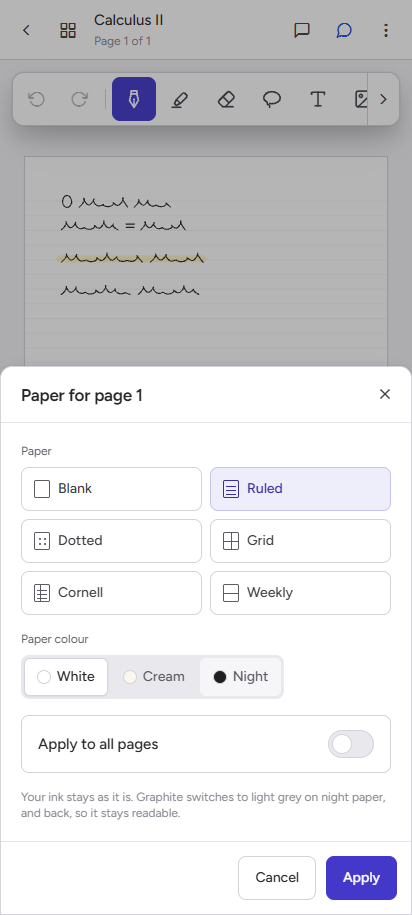 Calculus II
Page 1 of 1
T
Paper for page 1
Paper
Blank
Ruled
Dotted
Grid
Cornell
Weekly
Paper colour
White Cream Night
Apply to all pages
Your ink stays as it is. Graphite switches to light grey on night paper,
and back, so it stays readable.
Cancel Apply